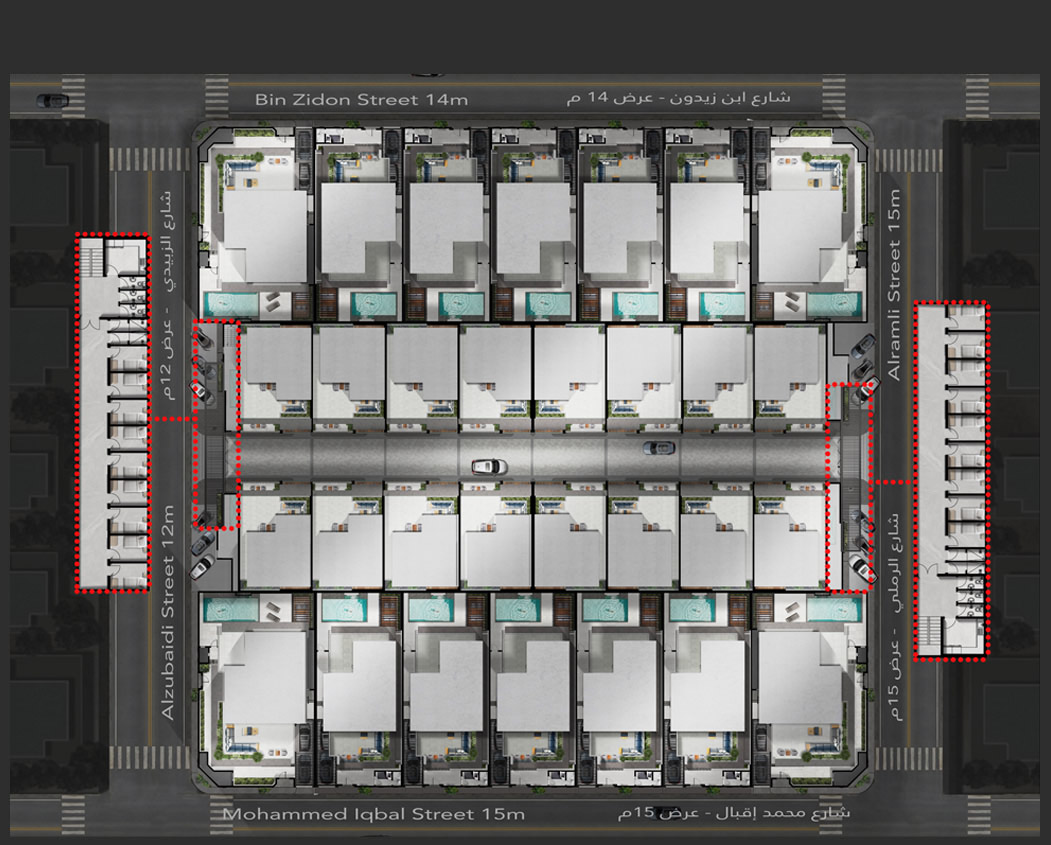 Bin Zidon Street 14m
شارع ابن زيدون - عرض 14 م
شارع الزبيدي - عرض 12م
Alzubaidi Street 12m
Alramli Street 15m
شارع الرملي - عرض 15م
Mohammed Iqbal Street 15m
شارع محمد إقبال - عرض 15م